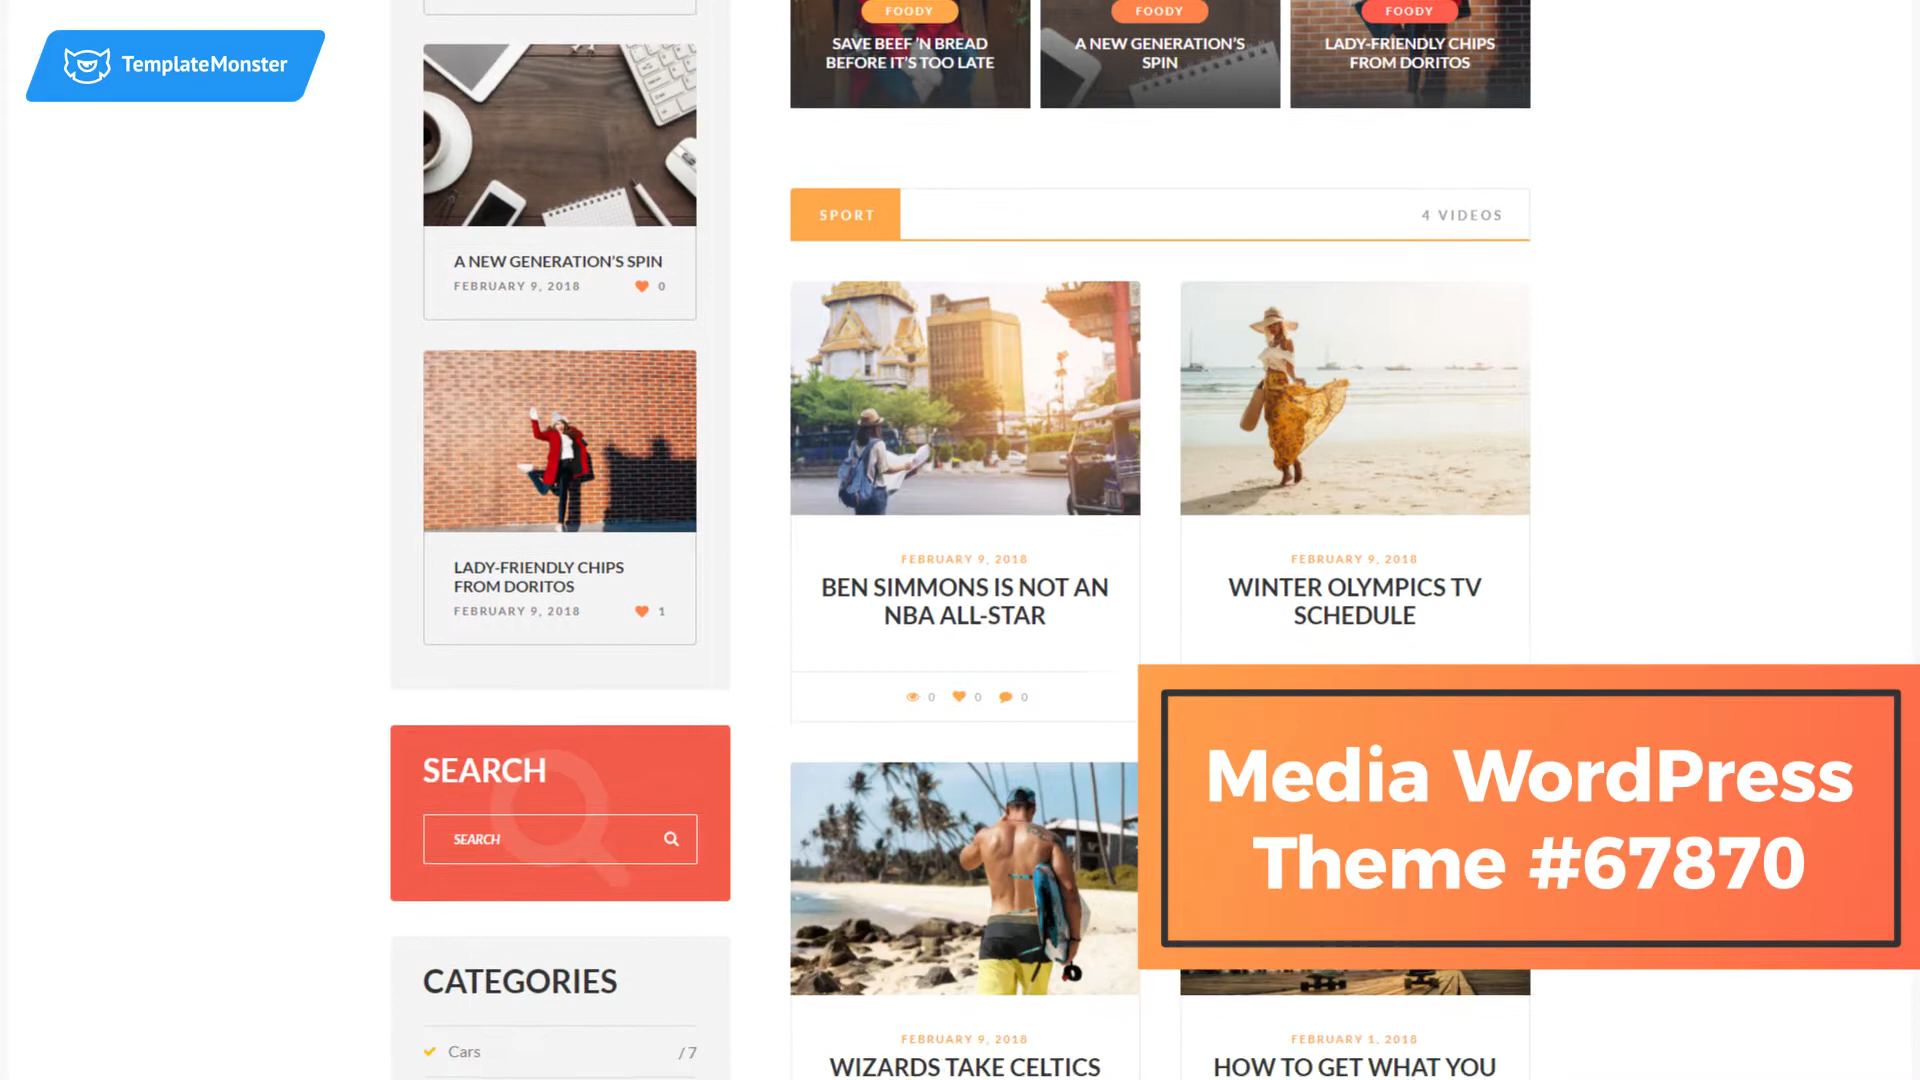 TemplateMonster
A NEW GENERATION'S SPIN
FEBRUARY 9, 2018
0
LADY-FRIENDLY CHIPS
FROM DORITOS
FEBRUARY 9, 2018
1
SEARCH
SEARCH
CATEGORIES
Cars
/ 7
FOODY
SAVE BEEF 'N BREAD
BEFORE IT'S TOO LATE
FOODY
A NEW GENERATION'S
SPIN
FOODY
LADY-FRIENDLY CHIPS
FROM DORITOS
SPORT
4 VIDEOS
FEBRUARY 9, 2018
BEN SIMMONS IS NOT AN
NBA ALL-STAR
0 0 0
FEBRUARY 9, 2018
WINTER OLYMPICS TV
SCHEDULE
FEBRUARY 9, 2018
WIZARDS TAKE CELTICS
FEBRUARY 1, 2018
HOW TO GET WHAT YOU
Media WordPress
Theme #67870